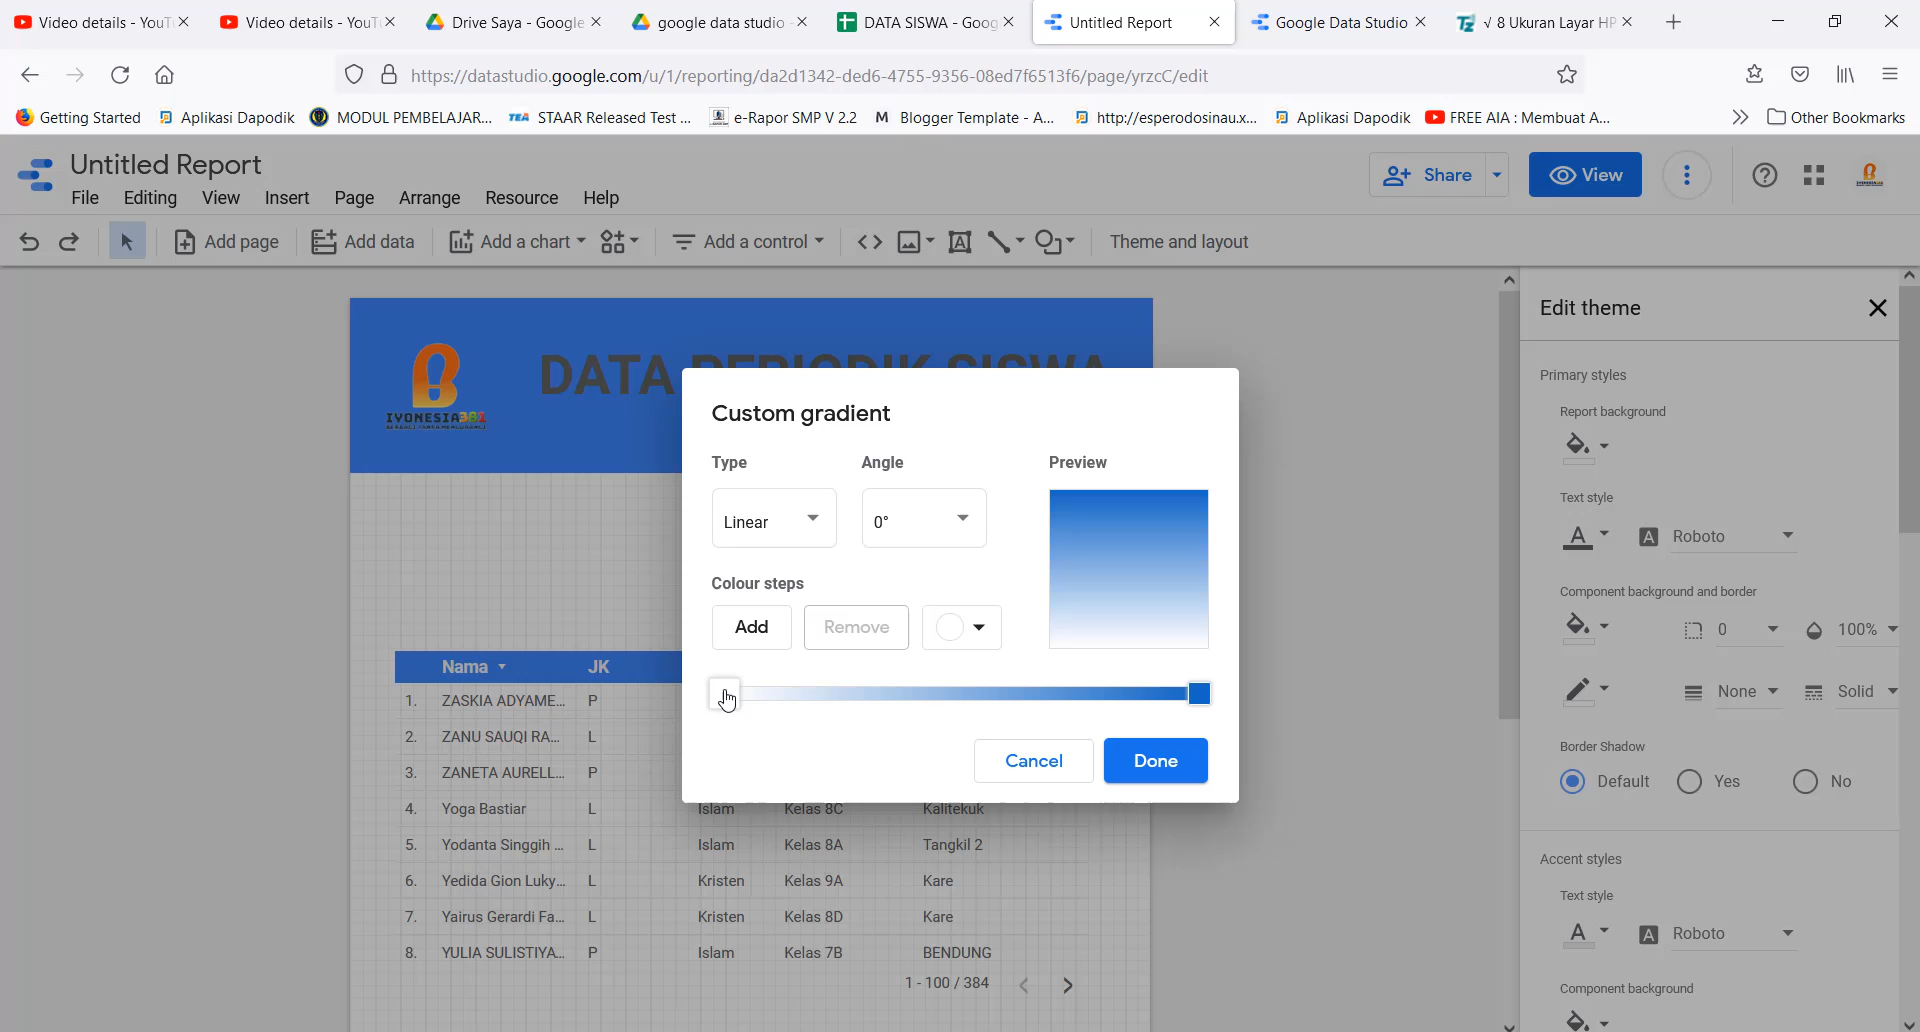 Video details - YouT
Video details - YouT
Drive Saya - Google
google data studio -
DATA SISWA - Goog
Untitled Report
Google Data Studio
√ 8 Ukuran Layar HP
https://datastudio.google.com/u/1/reporting/da2d1342-ded6-4755-9356-08ed7f6513f6/page/yrzcC/edit
Getting Started
Aplikasi Dapodik
MODUL PEMBELAJAR...
TEA
STAAR Released Test ...
e-Rapor SMP V 2.2
M
Blogger Template - A...
http://esperodosinau.x...
Aplikasi Dapodik
FREE AIA : Membuat A...
Other Bookmarks
Untitled Report
File Editing View Insert Page Arrange Resource Help
Share
View
Add page
Add data
Add a chart
Add a control
Theme and layout
DATA PERIODIK SISWA
IVONESIA381
Nama JK
1. ZASKIA ADYAME... P
2. ZANU SAUQI RA... L
3. ZANETA AURELL... P
4. Yoga Bastiar L Islam Kelas 8C Kalitekuk
5. Yodanta Singgih ... L Islam Kelas 8A Tangkil 2
6. Yedida Gion Luky... L Kristen Kelas 9A Kare
7. Yairus Gerardi Fa... L Kristen Kelas 8D Kare
8. YULIA SULISTIYA... P Islam Kelas 7B BENDUNG
1 - 100 / 384
Custom gradient
Type Angle Preview
Linear 0°
Colour steps
Add Remove
Cancel Done
Edit theme
Primary styles
Report background
Text style
A A Roboto
Component background and border
0 100%
None Solid
Border Shadow
Default Yes No
Accent styles
Text style
A A Roboto
Component background